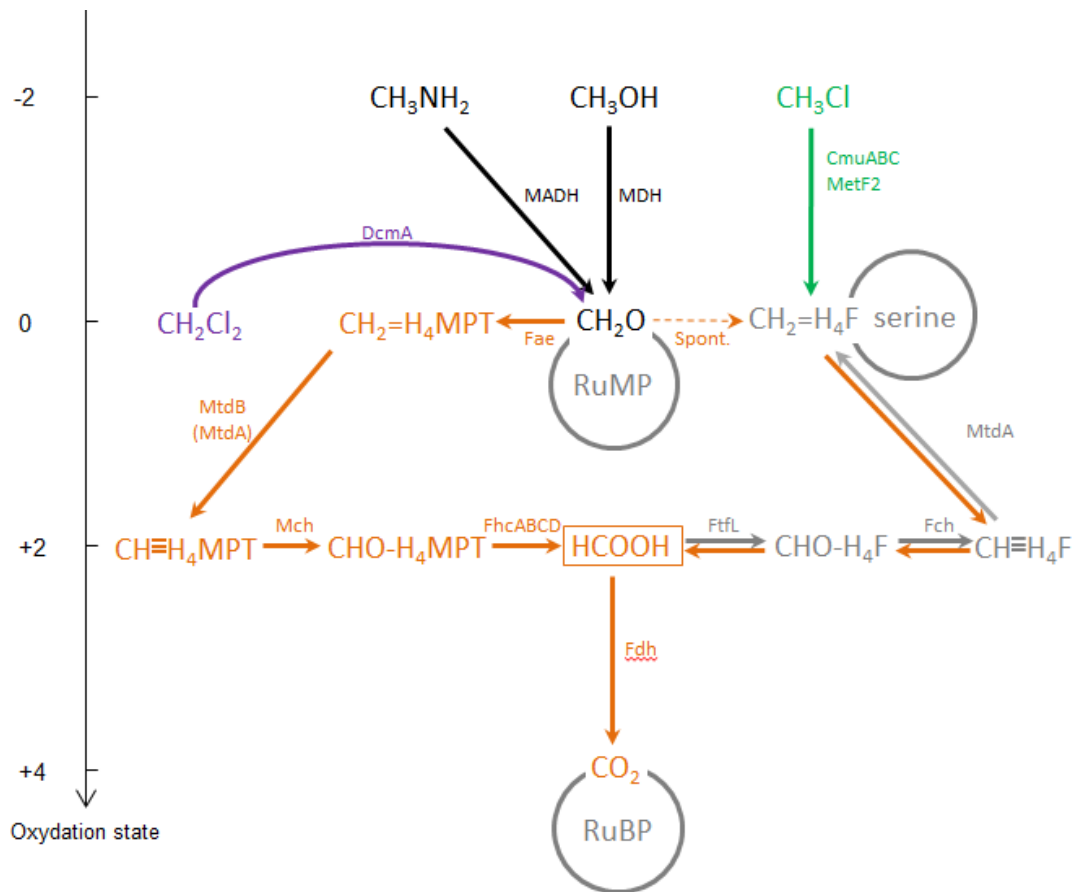 -2
CH₃NH₂
CH₃OH
CH₃Cl
CmuABC
MetF2
MADH
MDH
DcmA
0
CH₂Cl₂
CH₂=H₄MPT
Fae
CH₂O
Spont.
CH₂=H₄F
serine
RuMP
MtdB
(MtdA)
MtdA
+2
CH≡H₄MPT
Mch
CHO-H₄MPT
FhcABCD
HCOOH
FtfL
CHO-H₄F
Fch
CH≡H₄F
Fdh
+4
CO₂
RuBP
Oxydation state